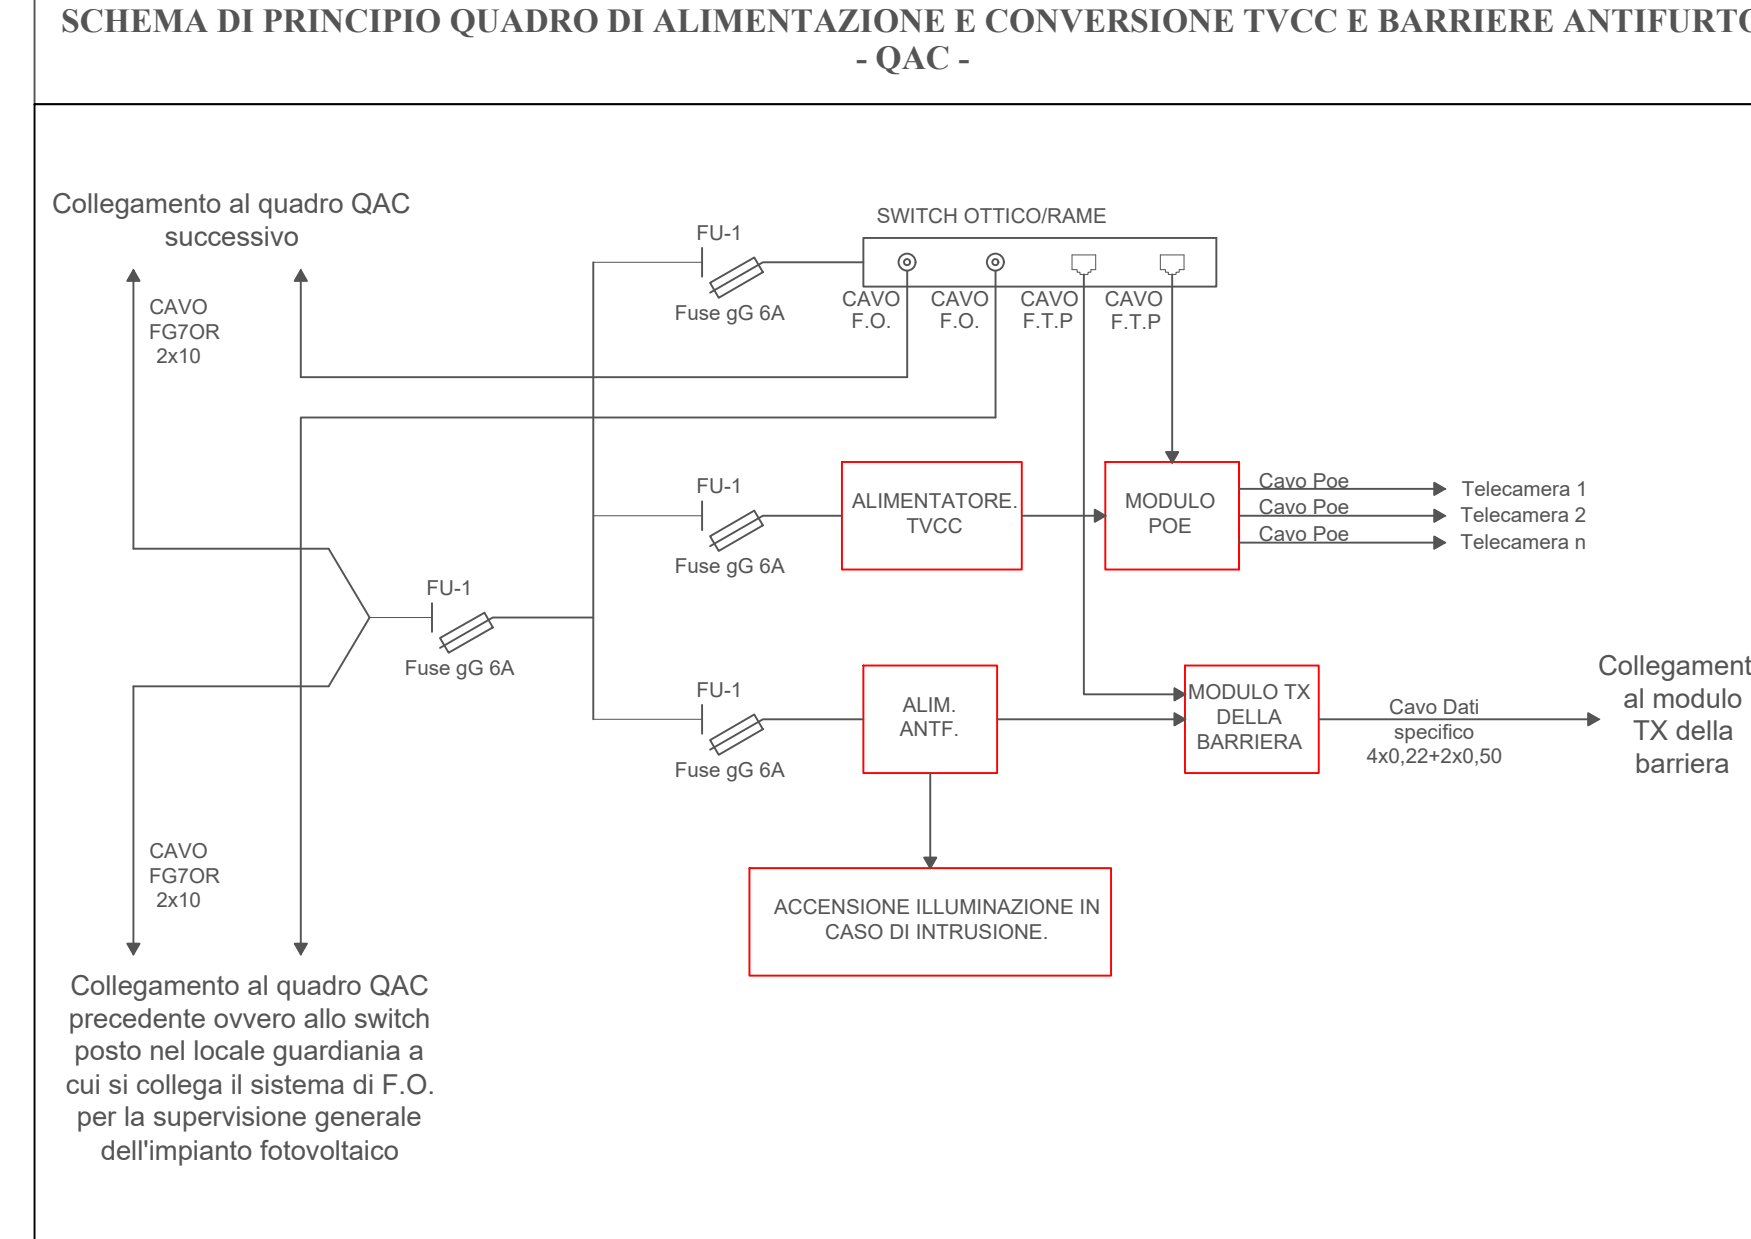 SCHEMA DI PRINCIPIO QUADRO DI ALIMENTAZIONE E CONVERSIONE TVCC E BARRIERE ANTIFURTO
- QAC -
Collegamento al quadro QAC
successivo
CAVO
FG7OR
2x10
FU-1
Fuse gG 6A
SWITCH OTTICO/RAME
CAVO
F.O.
CAVO
F.O.
CAVO
F.T.P
CAVO
F.T.P
FU-1
Fuse gG 6A
ALIMENTATORE.
TVCC
MODULO
POE
Cavo Poe
Telecamera 1
Cavo Poe
Telecamera 2
Cavo Poe
Telecamera n
FU-1
Fuse gG 6A
FU-1
Fuse gG 6A
ALIM.
ANTF.
MODULO TX
DELLA
BARRIERA
Cavo Dati
specifico
4x0,22+2x0,50
Collegament
al modulo
TX della
barriera
CAVO
FG7OR
2x10
ACCENSIONE ILLUMINAZIONE IN
CASO DI INTRUSIONE.
Collegamento al quadro QAC
precedente ovvero allo switch
posto nel locale guardiania a
cui si collega il sistema di F.O.
per la supervisione generale
dell'impianto fotovoltaico